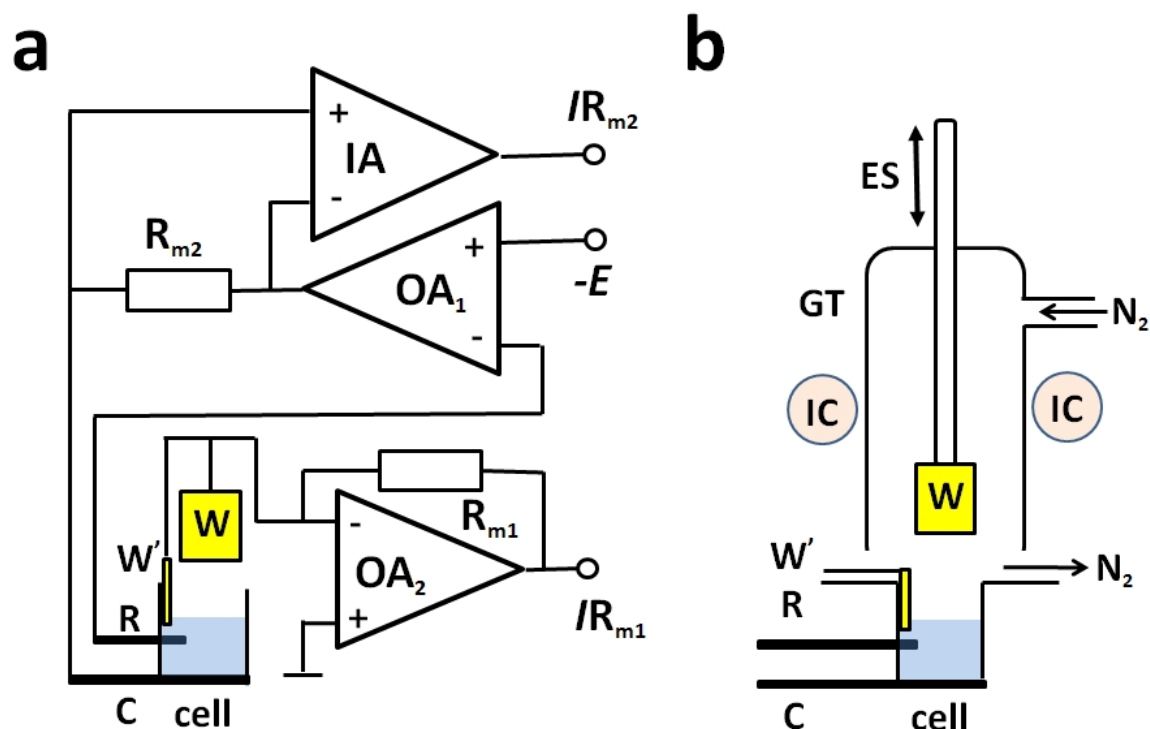 a
+
IA
-
IRm2
Rm2
+
OA1
-
-E
W
W'
R
C
cell
-
OA2
+
Rm1
IRm1
b
ES
GT
N2
IC
IC
W
W'
R
N2
C
cell